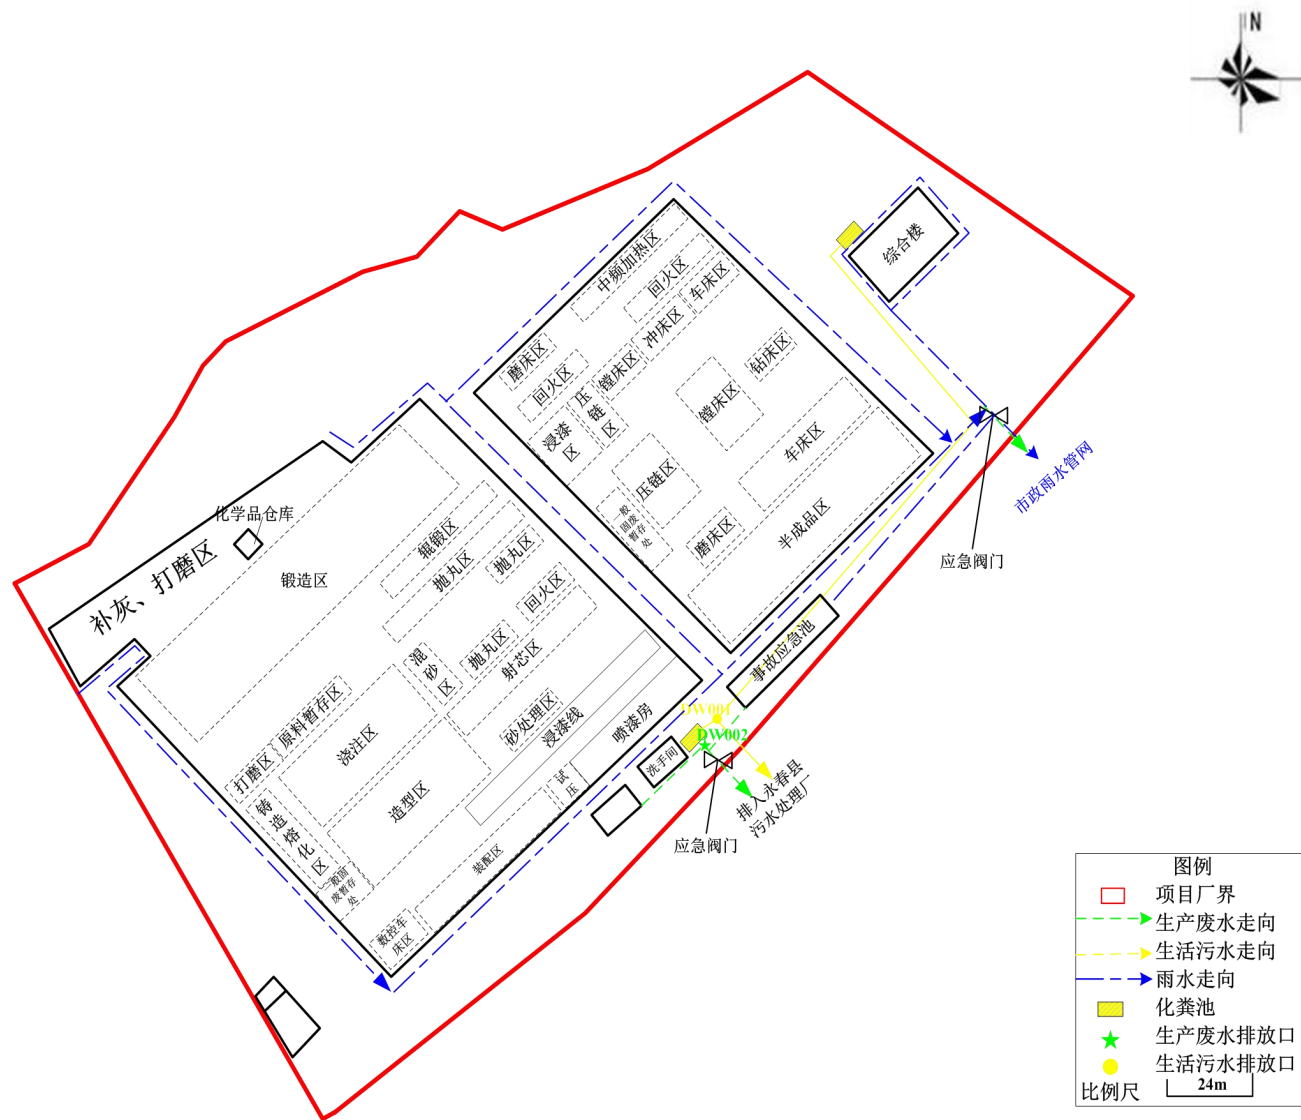 N
综合楼
中频加热区
回火区
车床区
冲床区
镗床区
磨床区
回火区
压
链
区
浸漆
区
钻床区
镗床区
压链区
车床区
一般
固废
暂存
处
磨床区
半成品区
市政雨水管网
应急阀门
事故应急池
化学品仓库
补灰、打磨区
锻造区
辊锻区
抛丸区
抛丸区
回火区
混
砂
区
抛丸区
射芯区
原料暂存区
砂处理区
浸漆线
喷漆房
浇注区
打磨区
造型区
铸
造
熔
化
区
一般固
废暂存
处
试
压
装配区
数控车
床区
洗手间
DW001
DW002
排入永春县
污水处理厂
应急阀门
图例
项目厂界
生产废水走向
生活污水走向
雨水走向
化粪池
生产废水排放口
生活污水排放口
比例尺
24m